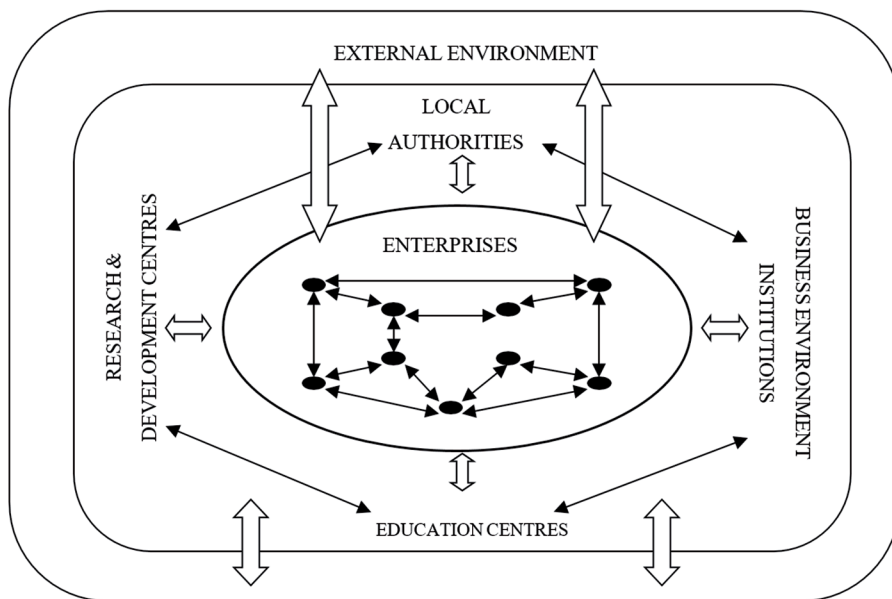 EXTERNAL ENVIRONMENT
LOCAL
AUTHORITIES
ENTERPRISES
RESEARCH &
DEVELOPMENT CENTRES
BUSINESS ENVIRONMENT
INSTITUTIONS
EDUCATION CENTRES